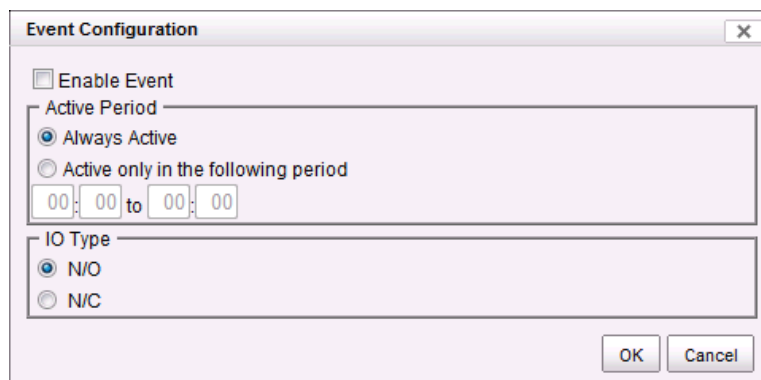 Event Configuration
Enable Event
Active Period
Always Active
Active only in the following period
00 : 00 to 00 : 00
IO Type
N/O
N/C
OK Cancel